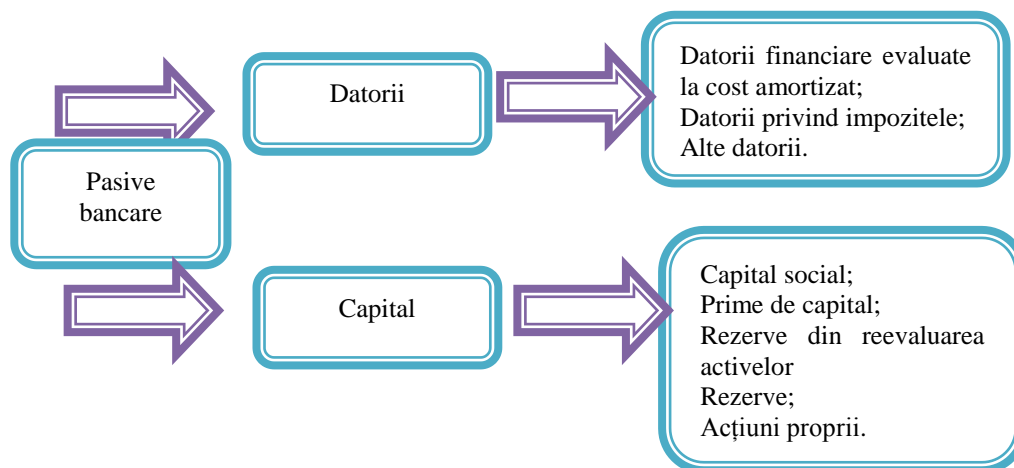 Pasive
bancare
Datorii
Datorii financiare evaluate
la cost amortizat;
Datorii privind impozitele;
Alte datorii.
Capital
Capital social;
Prime de capital;
Rezerve din reevaluarea
activelor
Rezerve;
Acțiuni proprii.